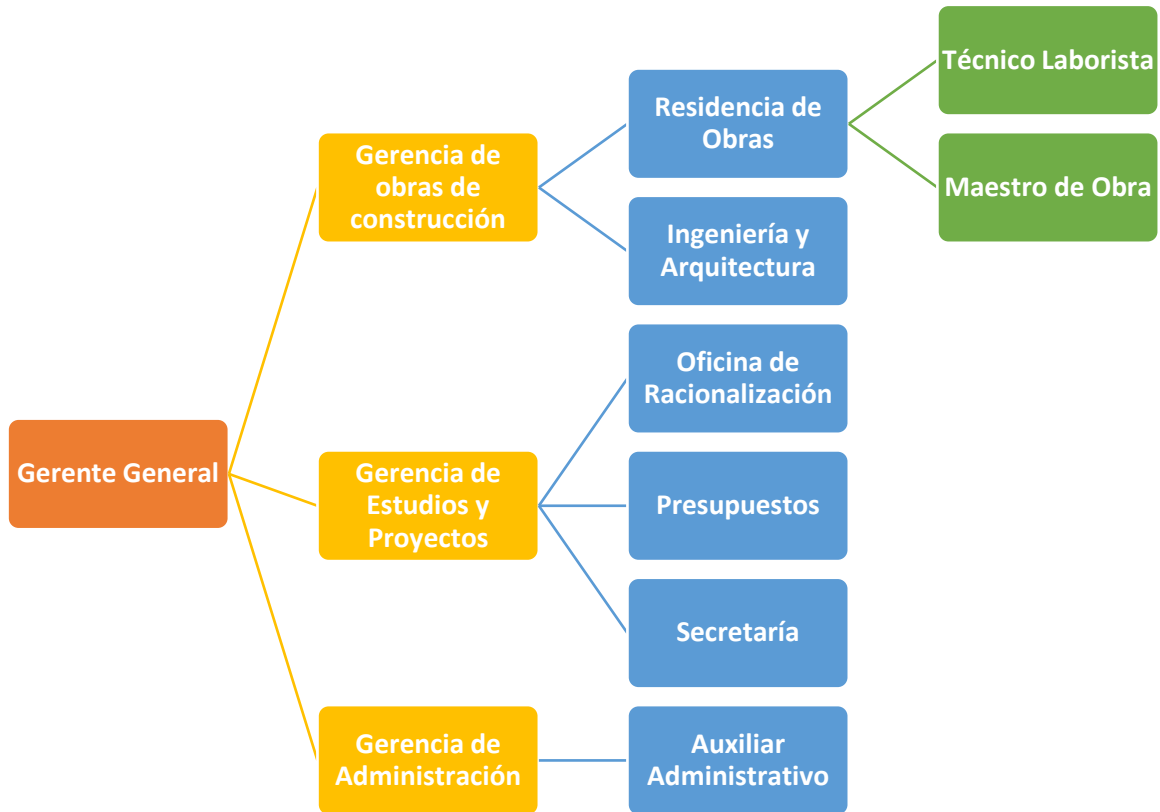 Gerente General
Gerencia de
obras de
construcción
Residencia de
Obras
Técnico Laborista
Maestro de Obra
Ingeniería y
Arquitectura
Gerencia de
Estudios y
Proyectos
Oficina de
Racionalización
Presupuestos
Secretaría
Gerencia de
Administración
Auxiliar
Administrativo